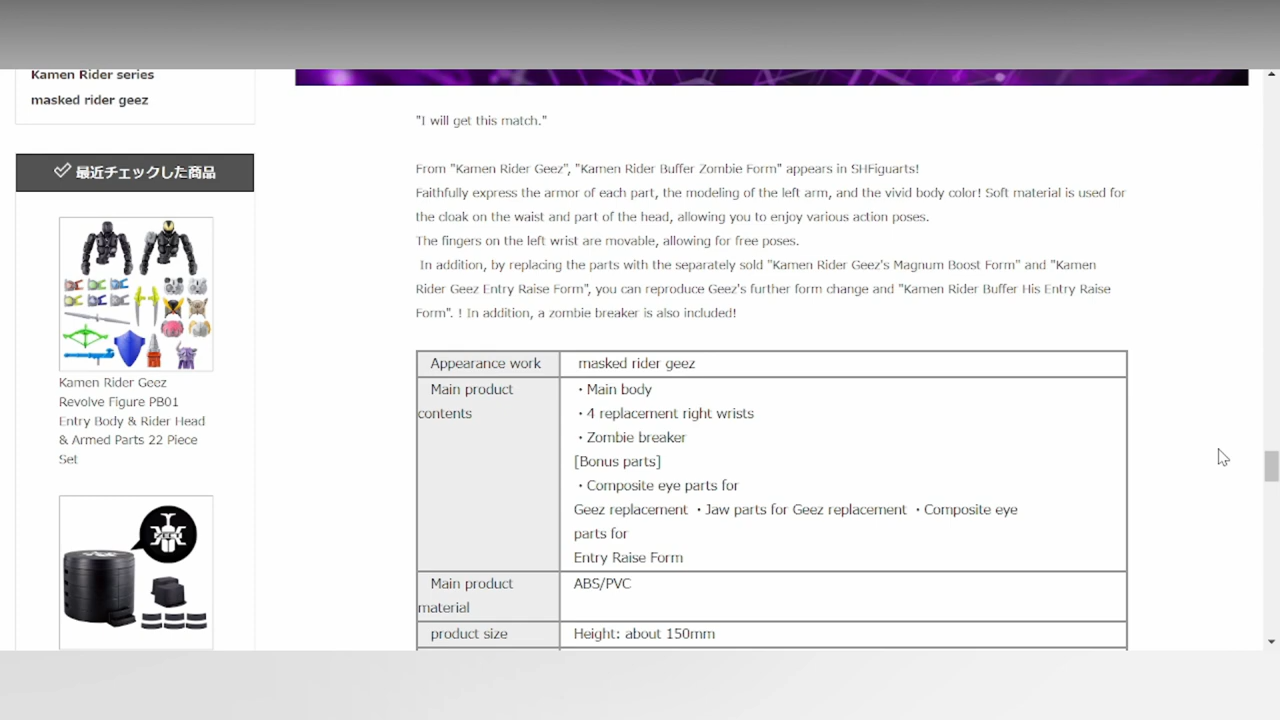 Kamen Rider series
masked rider geez
最近チェックした商品
Kamen Rider Geez
Revolve Figure PB01
Entry Body & Rider Head
& Armed Parts 22 Piece
Set
"I will get this match."
From "Kamen Rider Geez", "Kamen Rider Buffer Zombie Form" appears in SHFiguarts!
Faithfully express the armor of each part, the modeling of the left arm, and the vivid body color! Soft material is used for
the cloak on the waist and part of the head, allowing you to enjoy various action poses.
The fingers on the left wrist are movable, allowing for free poses.
In addition, by replacing the parts with the separately sold "Kamen Rider Geez's Magnum Boost Form" and "Kamen
Rider Geez Entry Raise Form", you can reproduce Geez's further form change and "Kamen Rider Buffer His Entry Raise
Form". ! In addition, a zombie breaker is also included!
Appearance work masked rider geez
Main product contents
・Main body
・4 replacement right wrists
・Zombie breaker
[Bonus parts]
・Composite eye parts for
Geez replacement ・Jaw parts for Geez replacement ・Composite eye
parts for
Entry Raise Form
Main product material ABS/PVC
product size Height: about 150mm